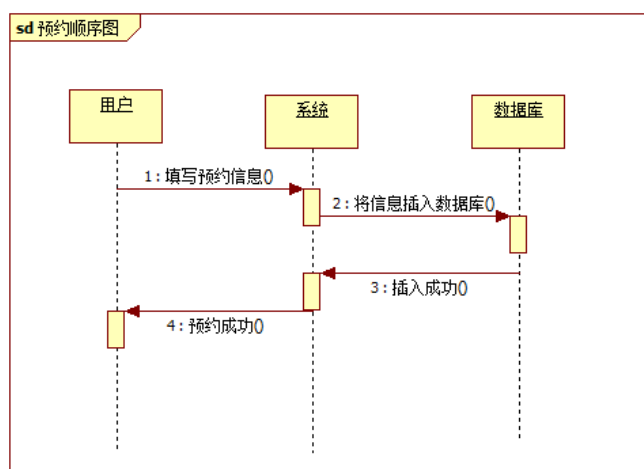 sd 预约顺序图
用户
系统
数据库
1 : 填写预约信息()
2 : 将信息插入数据库()
3 : 插入成功()
4 : 预约成功()